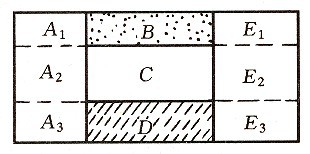 A₁ B E₁
A₂ C E₂
A₃ D E₃